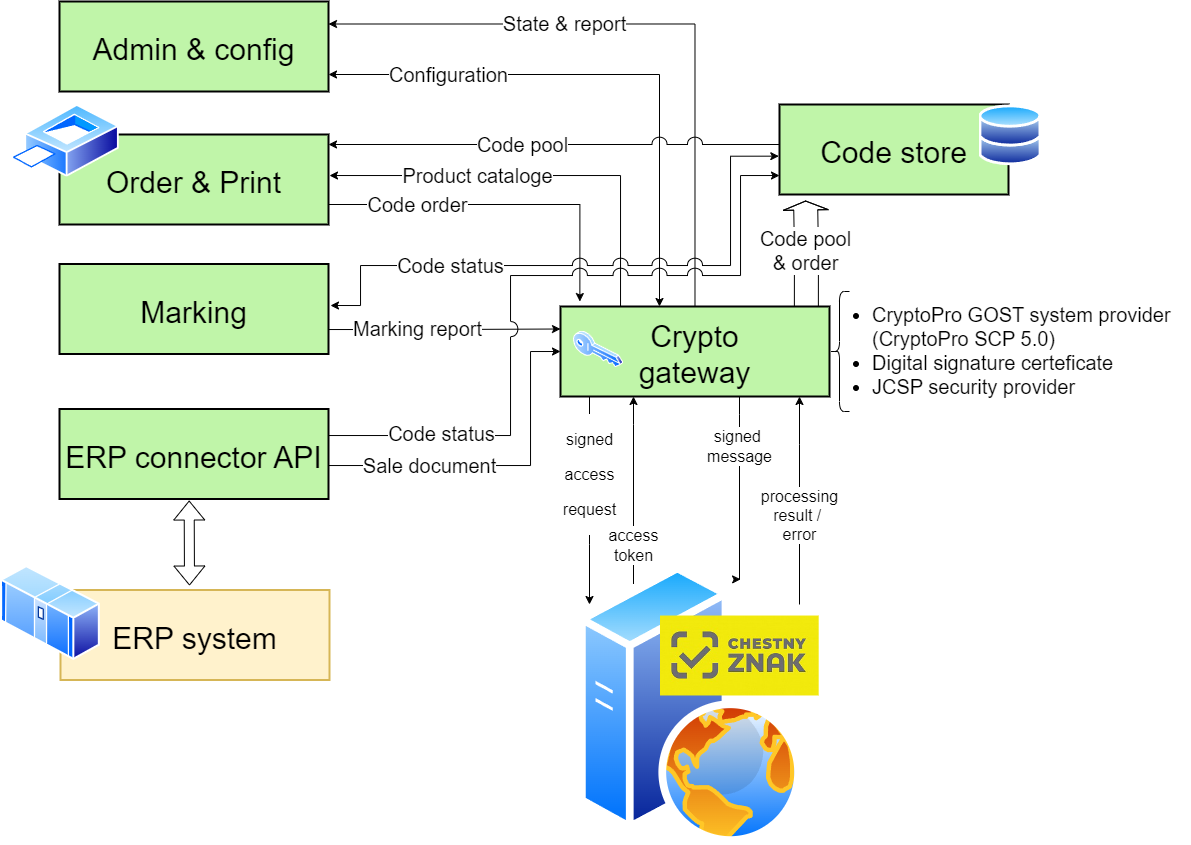 State & report
Admin & config
Configuration
Code pool
Code store
Product cataloge
Order & Print
Code order
Code pool
& order
Code status
Marking
Marking report
Crypto
gateway
• CryptoPro GOST system provider
(CryptoPro SCP 5.0)
• Digital signature certeficate
• JCSP security provider
Code status
ERP connector API
Sale document
signed
access
request
access
token
signed
message
processing
result /
error
ERP system
CHESTNY
ZNAK